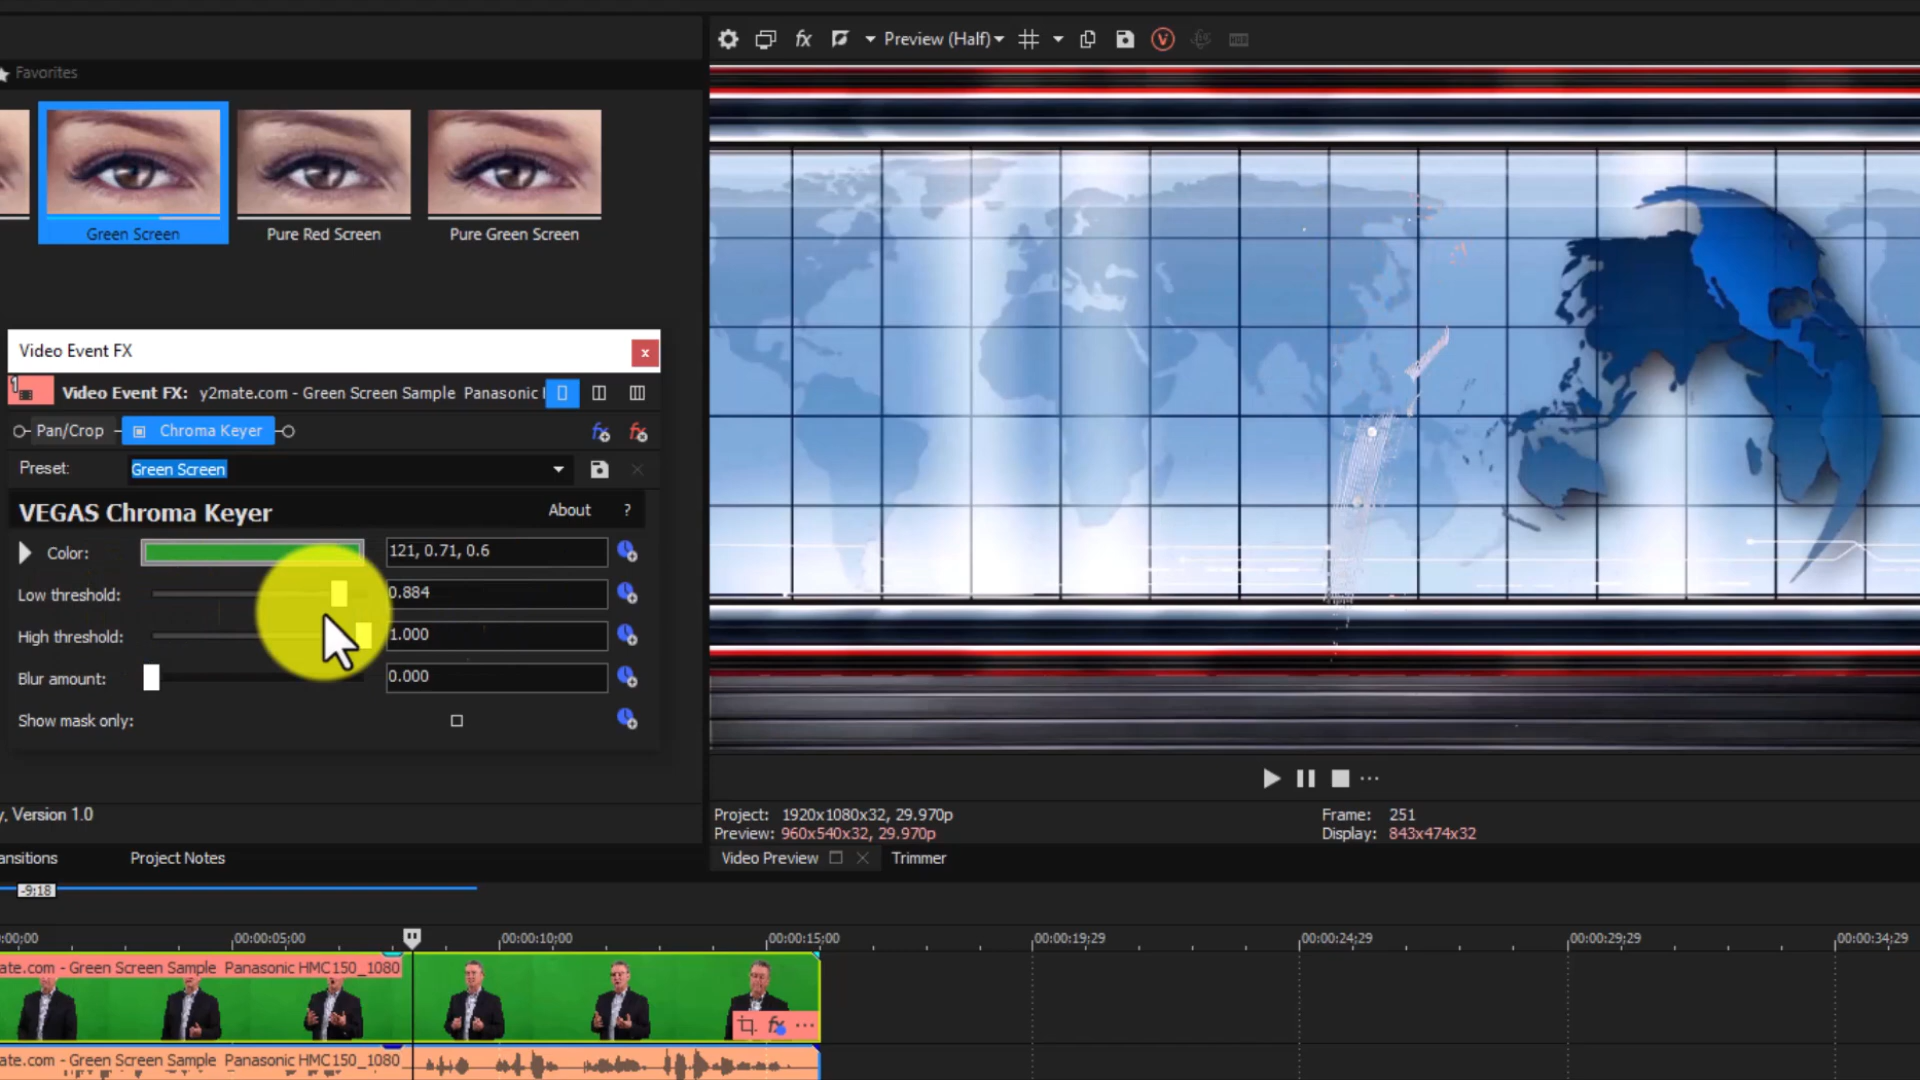 Preview (Half)
Favorites
Green Screen
Pure Red Screen
Pure Green Screen
Video Event FX
x
1
Video Event FX: y2mate.com - Green Screen Sample Panasonic
Pan/Crop
Chroma Keyer
Preset:
Green Screen
VEGAS Chroma Keyer
About
?
Color:
121, 0.71, 0.6
Low threshold:
0.884
High threshold:
1.000
Blur amount:
0.000
Show mask only:
, Version 1.0
Project: 1920x1080x32, 29.970p
Preview: 960x540x32, 29.970p
Frame: 251
Display: 843x474x32
ansitions
Project Notes
Video Preview
Trimmer
-9:18
:00;00
00:00:05;00
00:00:10;00
00:00:15;00
00:00:19;29
00:00:24;29
00:00:29;29
00:00:34;29
ate.com - Green Screen Sample Panasonic HMC150_1080
ate.com - Green Screen Sample Panasonic HMC150_1080